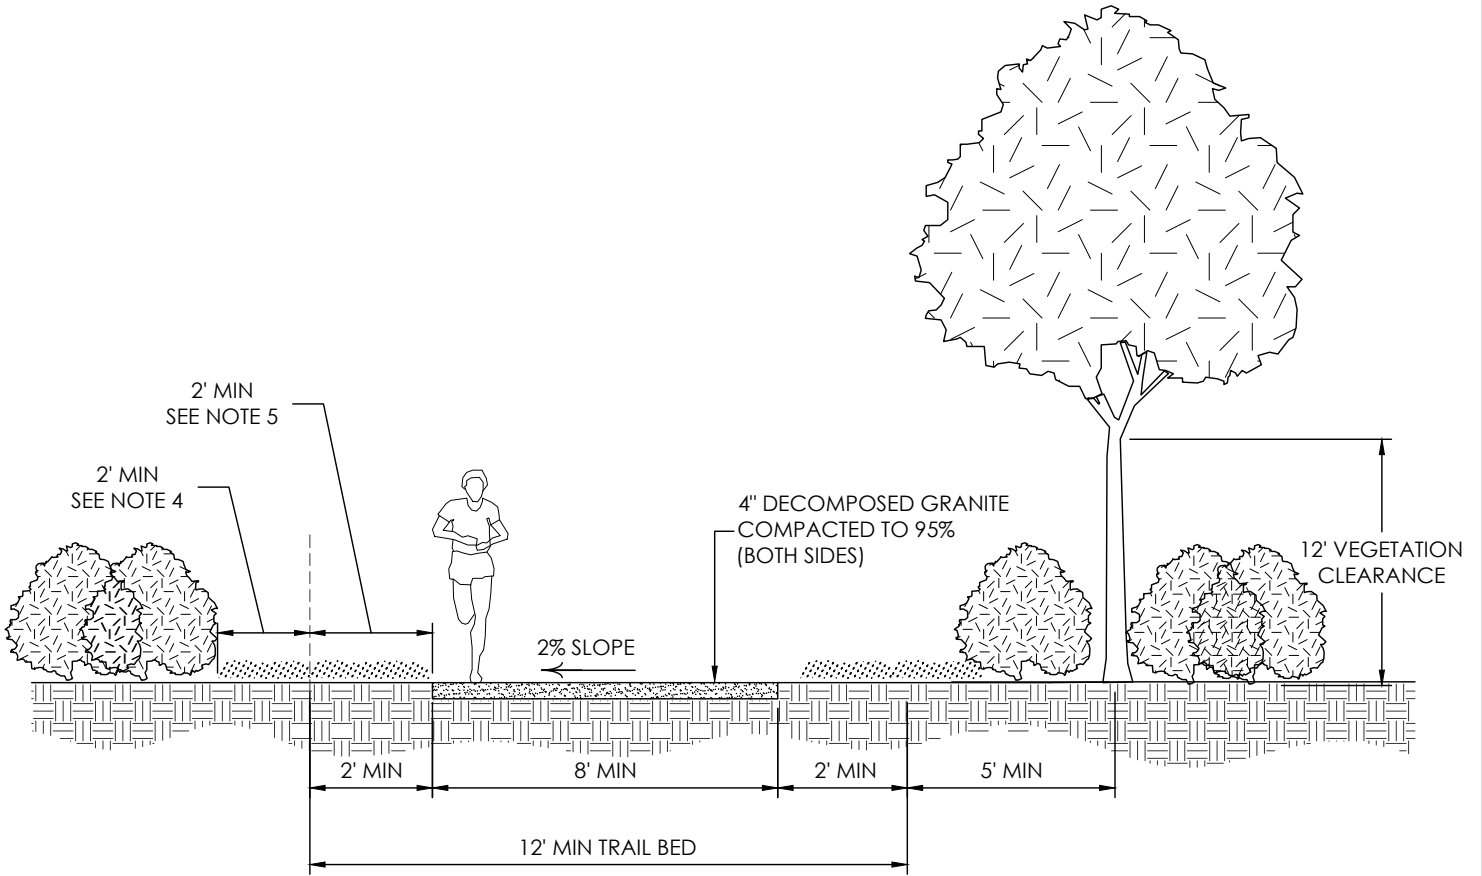 2' MIN
SEE NOTE 5
2' MIN
SEE NOTE 4
4" DECOMPOSED GRANITE
COMPACTED TO 95%
(BOTH SIDES)
12' VEGETATION
CLEARANCE
2% SLOPE
2' MIN
8' MIN
2' MIN
5' MIN
12' MIN TRAIL BED